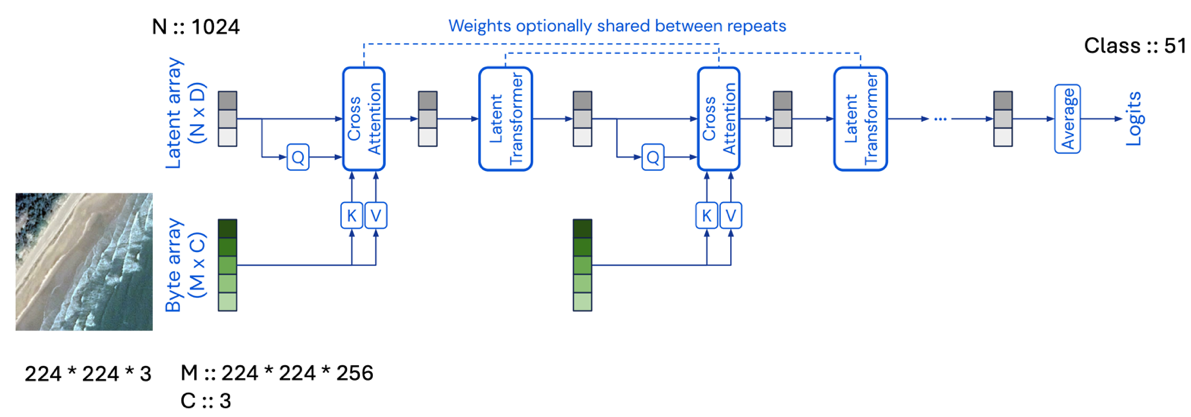 N :: 1024
Weights optionally shared between repeats
Class :: 51
Latent array
(N x D)
Q
Cross
Attention
Latent
Transformer
Q
Cross
Attention
Latent
Transformer
...
Average
Logits
Byte array
(M x C)
K
V
K
V
224 * 224 * 3
M :: 224 * 224 * 256
C :: 3